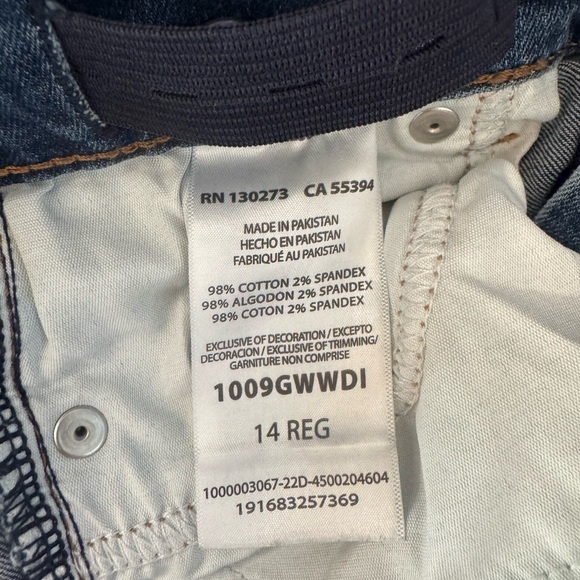 RN 130273 CA 55394
MADE IN PAKISTAN
HECHO EN PAKISTAN
FABRIQUÉ AU PAKISTAN
98% COTTON 2% SPANDEX
98% ALGODON 2% SPANDEX
98% COTON 2% SPANDEX
EXCLUSIVE OF DECORATION / EXCEPTO
DECORACION / EXCLUSIVE OF TRIMMING/
GARNITURE NON COMPRISE
1009GWWDI
14 REG
1000003067-22D-4500204604
191683257369